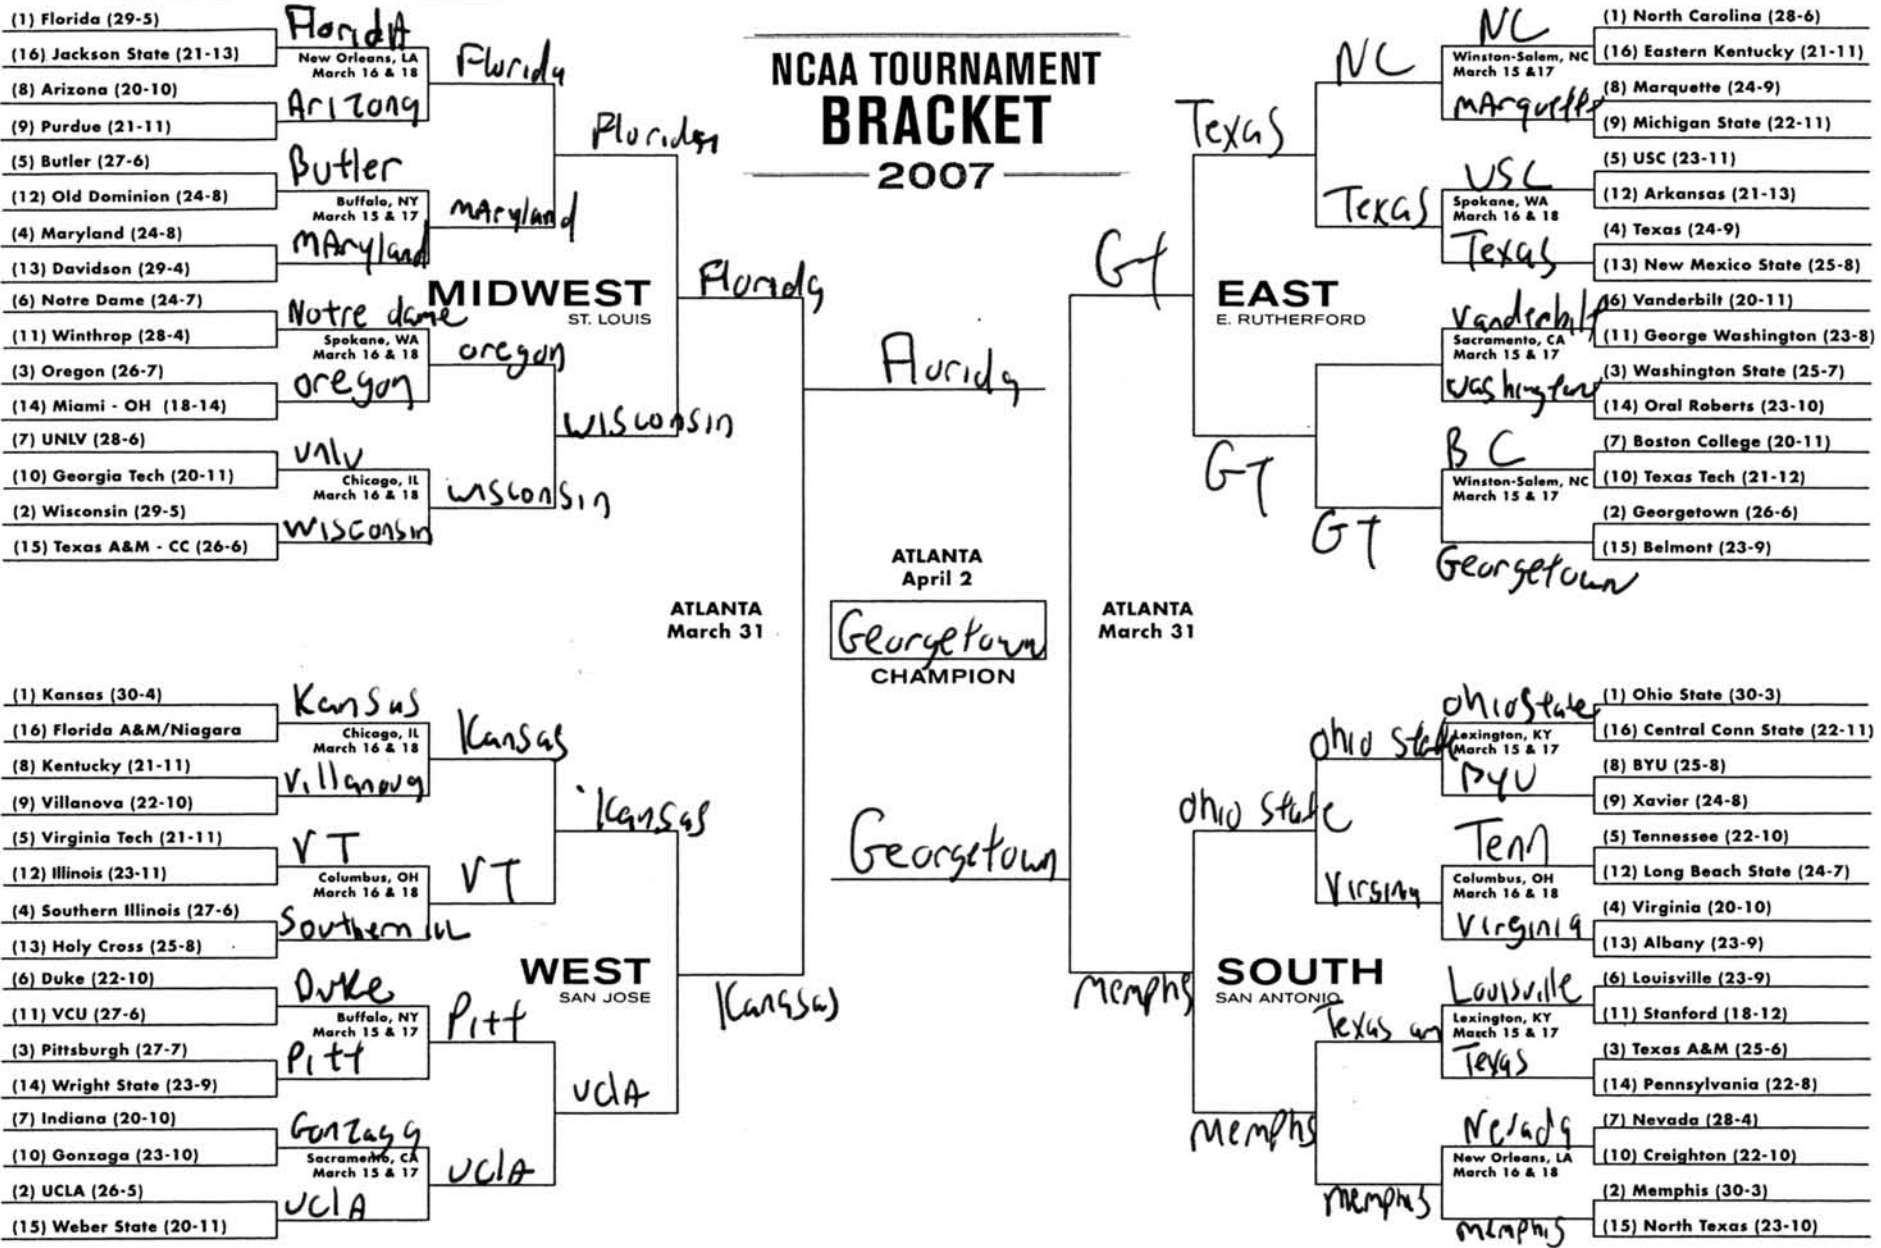 NCAA TOURNAMENT
BRACKET
2007
(1) Florida (29-5)
(16) Jackson State (21-13)
(8) Arizona (20-10)
(9) Purdue (21-11)
(5) Butler (27-6)
(12) Old Dominion (24-8)
(4) Maryland (24-8)
(13) Davidson (29-4)
(6) Notre Dame (24-7)
(11) Winthrop (28-4)
(3) Oregon (26-7)
(14) Miami - OH (18-14)
(7) UNLV (28-6)
(10) Georgia Tech (20-11)
(2) Wisconsin (29-5)
(15) Texas A&M - CC (26-6)
FloridA
New Orleans, LA
March 16 & 18
Arizona
Butler
Buffalo, NY
March 15 & 17
MAryland
Notre dame
Spokane, WA
March 16 & 18
oregon
UNLV
Chicago, IL
March 16 & 18
Wisconsin
Florida
MAryland
oregon
wisconsin
Florida
Wisconsin
MIDWEST
ST. LOUIS
Florida
(1) Kansas (30-4)
(16) Florida A&M/Niagara
(8) Kentucky (21-11)
(9) Villanova (22-10)
(5) Virginia Tech (21-11)
(12) Illinois (23-11)
(4) Southern Illinois (27-6)
(13) Holy Cross (25-8)
(6) Duke (22-10)
(11) VCU (27-6)
(3) Pittsburgh (27-7)
(14) Wright State (23-9)
(7) Indiana (20-10)
(10) Gonzaga (23-10)
(2) UCLA (26-5)
(15) Weber State (20-11)
Kansas
Chicago, IL
March 16 & 18
Villanova
VT
Columbus, OH
March 16 & 18
Southern ILL
Duke
Buffalo, NY
March 15 & 17
Pitt
Gonzaga
Sacramento, CA
March 15 & 17
UClA
Kansas
VT
Pitt
UClA
Kansas
UClA
WEST
SAN JOSE
Kansas
ATLANTA
March 31
Florida
ATLANTA
April 2
Georgetown
CHAMPION
Georgetown
ATLANTA
March 31
GT
EAST
E. RUTHERFORD
Texas
GT
NC
Texas
GT
NC
Winston-Salem, NC
March 15 &17
MArquette
USC
Spokane, WA
March 16 & 18
Texas
Vanderbilt
Sacramento, CA
March 15 & 17
BC
Winston-Salem, NC
March 15 & 17
Georgetown
(1) North Carolina (28-6)
(16) Eastern Kentucky (21-11)
(8) Marquette (24-9)
(9) Michigan State (22-11)
(5) USC (23-11)
(12) Arkansas (21-13)
(4) Texas (24-9)
(13) New Mexico State (25-8)
(6) Vanderbilt (20-11)
(11) George Washington (23-8)
(3) Washington State (25-7)
(14) Oral Roberts (23-10)
(7) Boston College (20-11)
(10) Texas Tech (21-12)
(2) Georgetown (26-6)
(15) Belmont (23-9)
Memphs
SOUTH
SAN ANTONIO
Ohio State
Memphs
Ohio State
Texas am
memphis
Ohio State
Lexington, KY
March 15 & 17
BYU
Tenn
Columbus, OH
March 16 & 18
Virginia
Louisville
Lexington, KY
March 15 & 17
Texas
Nevada
New Orleans, LA
March 16 & 18
memphis
(1) Ohio State (30-3)
(16) Central Conn State (22-11)
(8) BYU (25-8)
(9) Xavier (24-8)
(5) Tennessee (22-10)
(12) Long Beach State (24-7)
(4) Virginia (20-10)
(13) Albany (23-9)
(6) Louisville (23-9)
(11) Stanford (18-12)
(3) Texas A&M (25-6)
(14) Pennsylvania (22-8)
(7) Nevada (28-4)
(10) Creighton (22-10)
(2) Memphis (30-3)
(15) North Texas (23-10)